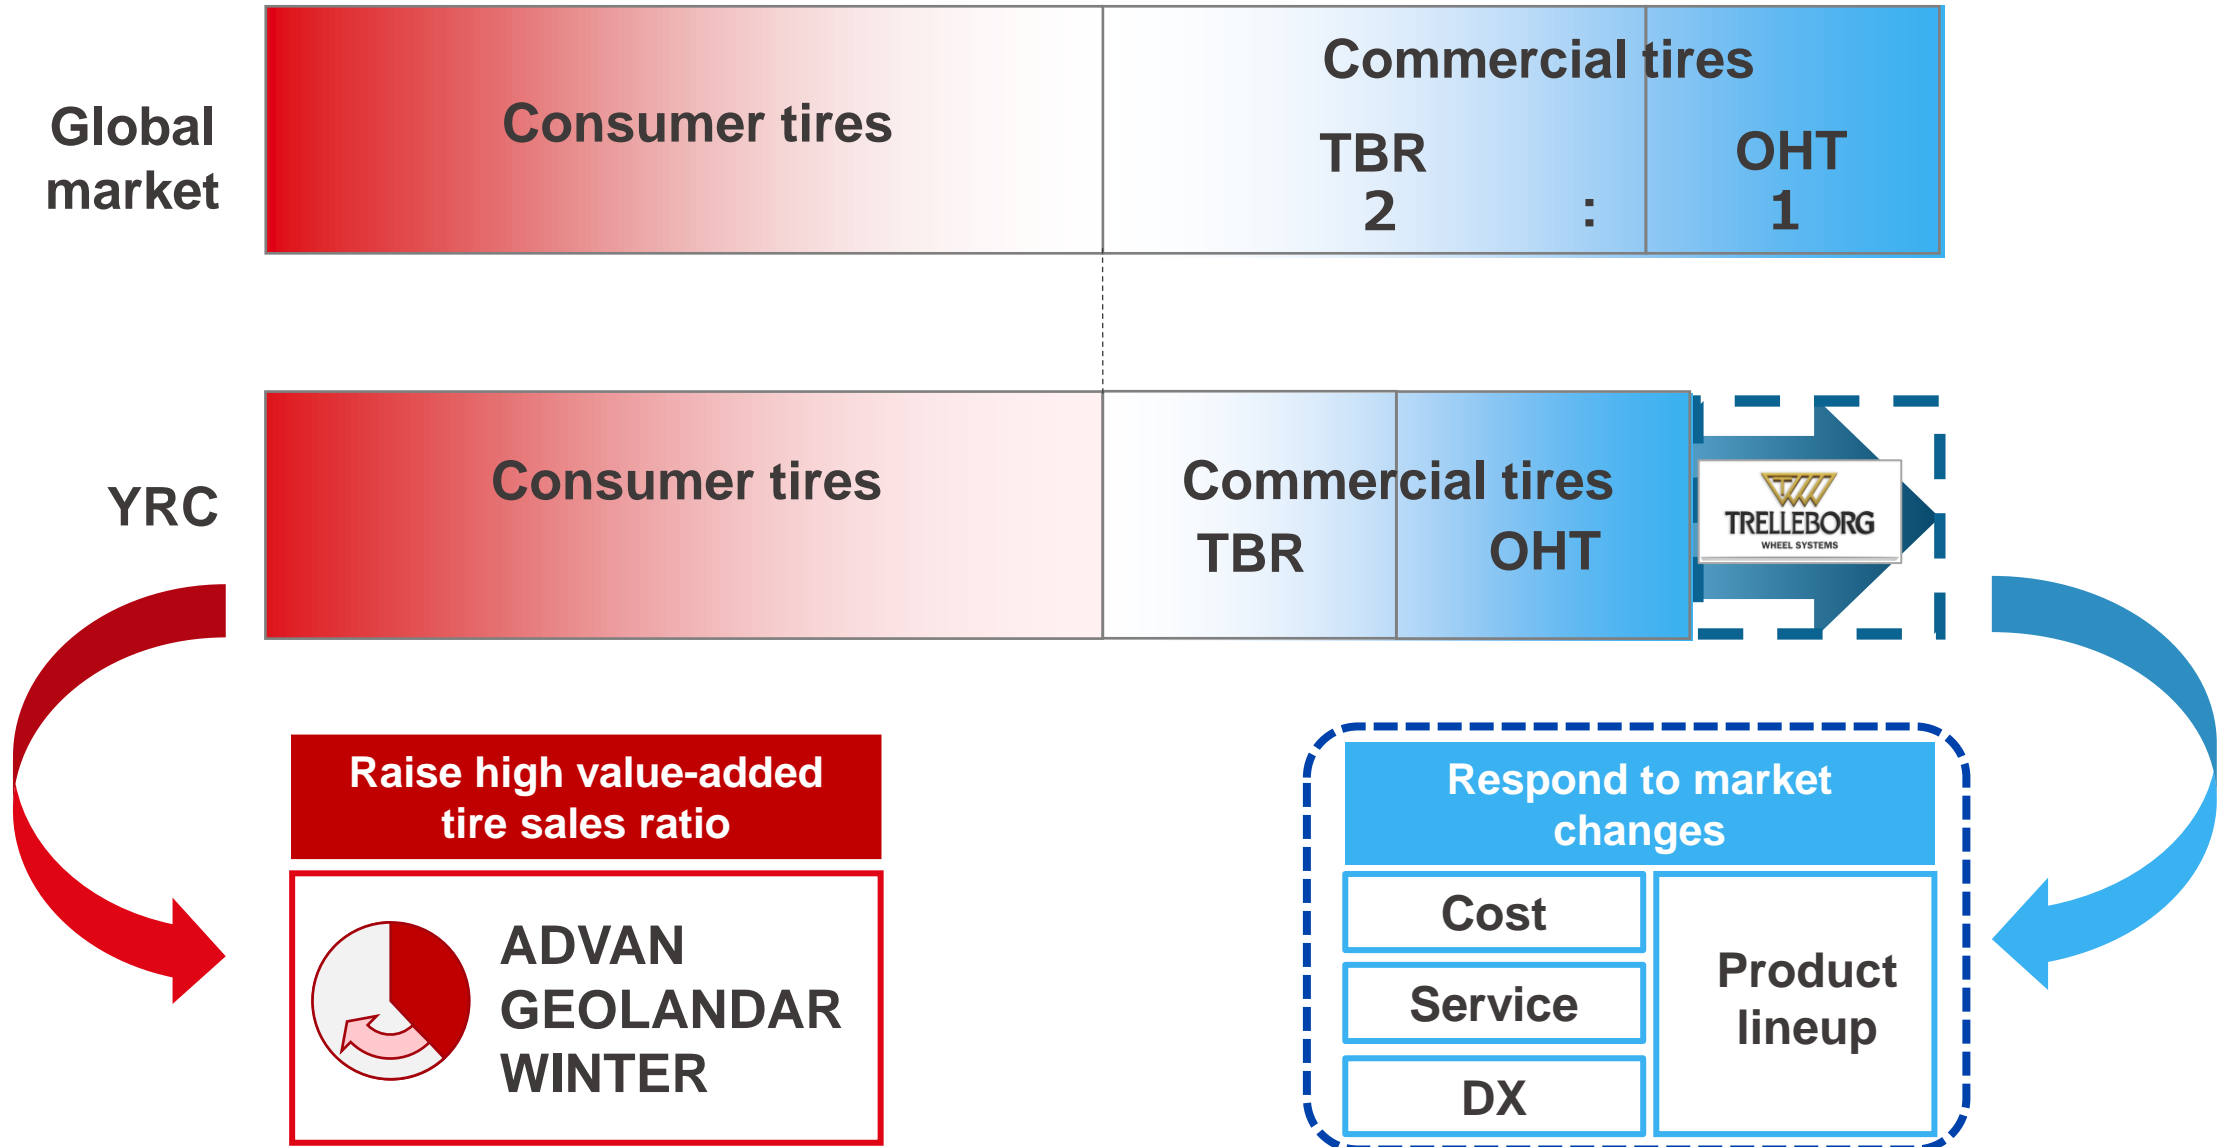 Global
market
Consumer tires
Commercial tires
TBR
OHT
2 : 1
YRC
Consumer tires
Commercial tires
TBR
OHT
TRELLEBORG
WHEEL SYSTEMS
Raise high value-added
tire sales ratio
ADVAN
GEOLANDAR
WINTER
Respond to market
changes
Cost
Service
DX
Product
lineup